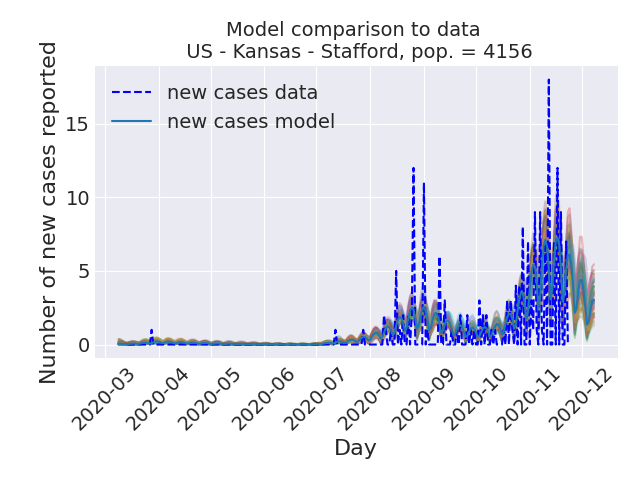 Model comparison to data
US - Kansas - Stafford, pop. = 4156
new cases data
new cases model
Number of new cases reported
15
10
5
0
2020-03
2020-04
2020-05
2020-06
2020-07
2020-08
2020-09
2020-10
2020-11
2020-12
Day